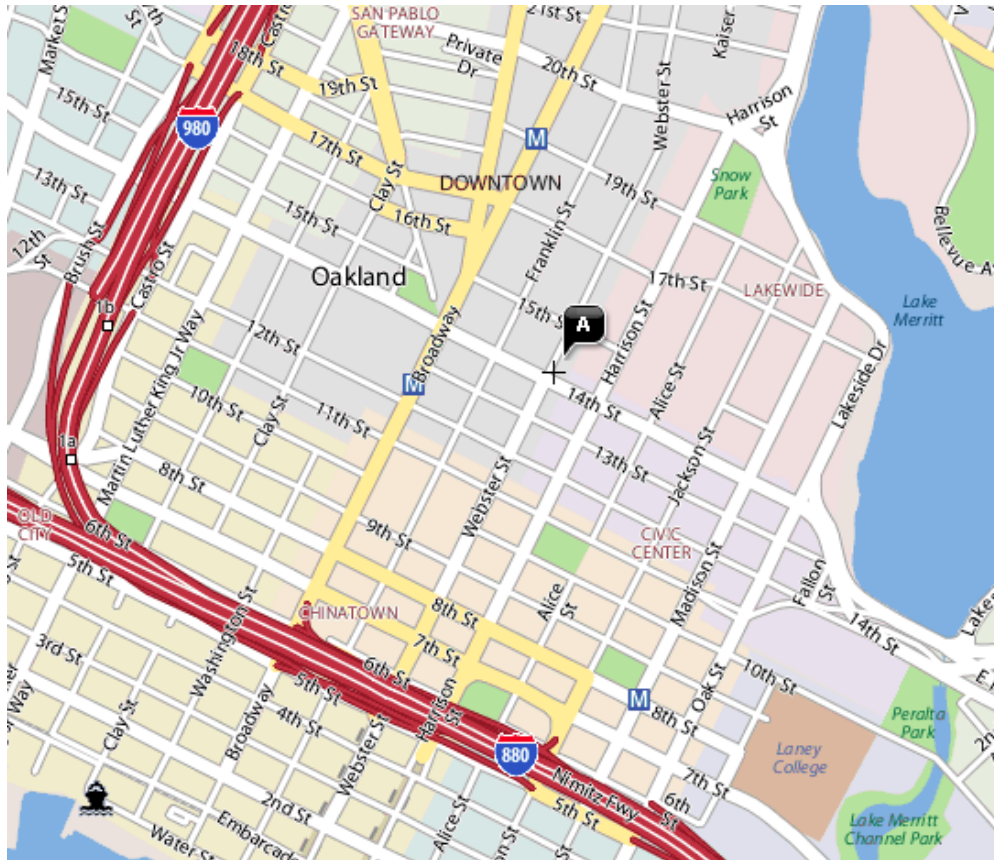 SAN PABLO
GATEWAY
21st St
Castro
Market S
th St
Kaiser
V
18th St
Private
Dr
20th St
19th St
Webster St
Harrison
St
15th St
980
17th St
M
Clay St
DOWNTOWN
19th St
Snow
Park
13th St
16th St
15th St
Franklin St
Bellevue A
12th
St
Brush St
Castro St
Oakland
17th St
LAKEWIDE
Lake
Merritt
1b
15th St
A
Harrison St
12th St
Broadway
Martin Luther King Jr Way
M
Lakeside Dr
Alice St
14th St
10th St
11th St
Clay St
1a
13th St
8th St
Jackson St
Webster St
OLD
CITY
6th St
9th St
CIVIC
CENTER
5th St
Madison St
Fallon
St
8th St
Alice
St
CHINATOWN
Washington St
14th St
Lakes
7th St
3rd St
6th St
10th St
E
5th St
Oak St
M
Peralta
Park
8th St
Way
Clay St
Broadway
4th St
Harrison
St
Webster St
880
Nimitz Fwy
Laney
College
2nd
7th St
6th
St
2nd St
5th St
Alice St
Embarcad
Water St
Lake Merritt
Channel Park